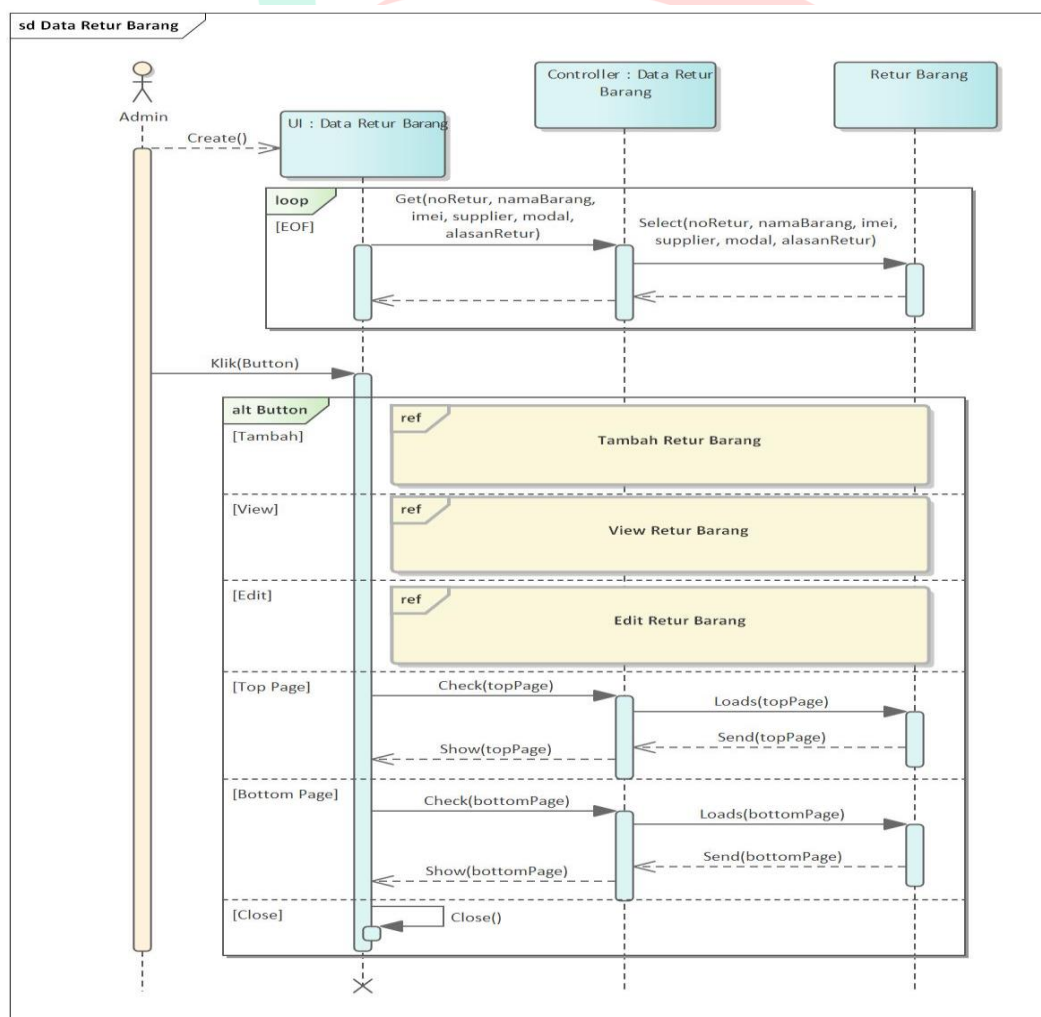 sd Data Retur Barang
Admin
UI : Data Retur Barang
Controller : Data Retur
Barang
Retur Barang
Create()
loop
[EOF]
Get(noRetur, namaBarang,
imei, supplier, modal,
alasanRetur)
Select(noRetur, namaBarang, imei,
supplier, modal, alasanRetur)
Klik(Button)
alt Button
[Tambah]
ref
Tambah Retur Barang
[View]
ref
View Retur Barang
[Edit]
ref
Edit Retur Barang
[Top Page]
Check(topPage)
Loads(topPage)
Send(topPage)
Show(topPage)
[Bottom Page]
Check(bottomPage)
Loads(bottomPage)
Send(bottomPage)
Show(bottomPage)
[Close]
Close()